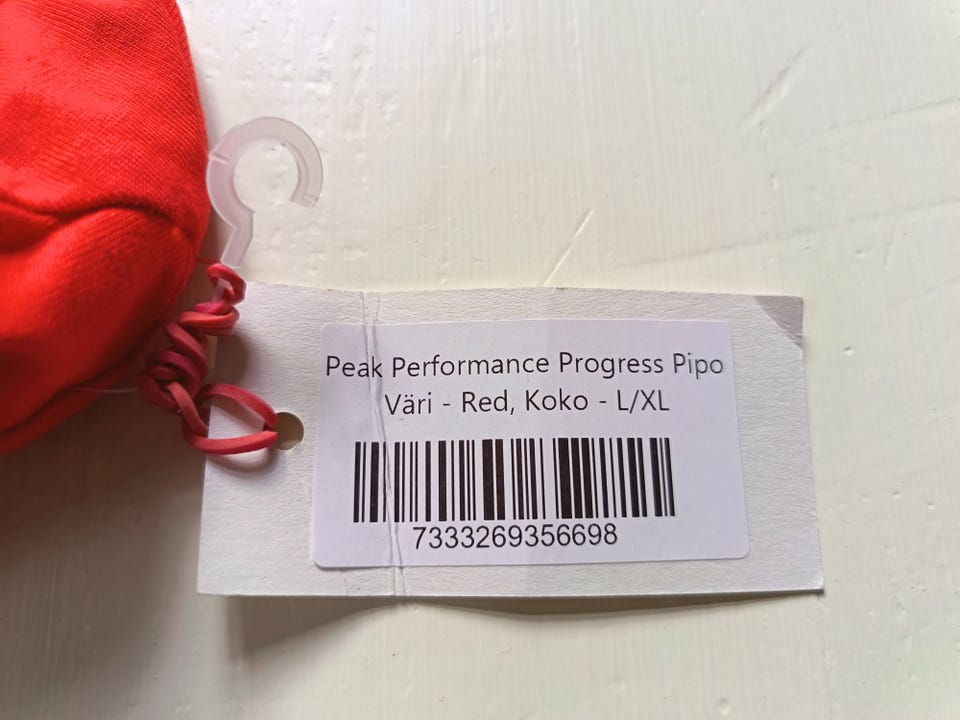 Peak Performance Progress Pipo
Väri - Red, Koko - L/XL
7333269356698